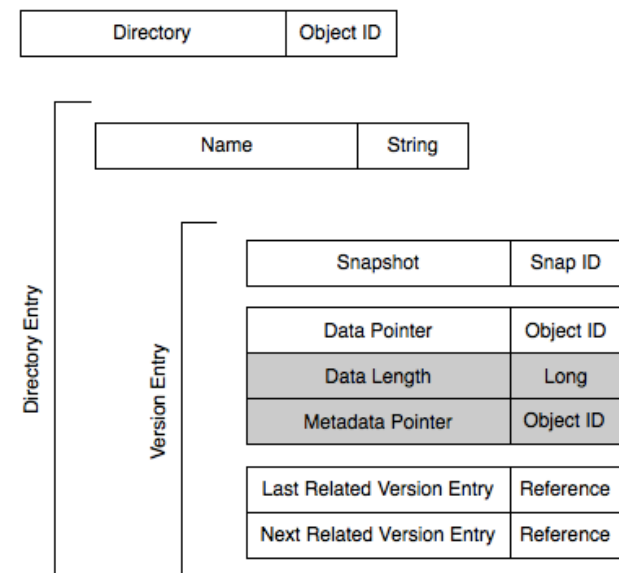 Directory Object ID
Name String
Snapshot Snap ID
Data Pointer Object ID
Data Length Long
Metadata Pointer Object ID
Last Related Version Entry Reference
Next Related Version Entry Reference
Directory Entry
Version Entry